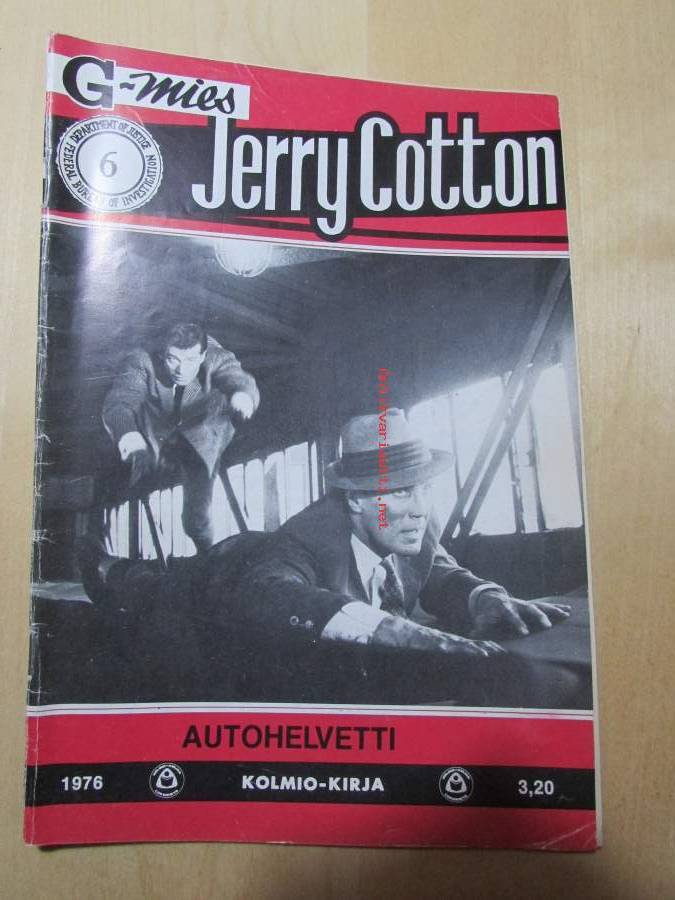 G-mies
Jerry Cotton
DEPARTMENT OF JUSTICE
FEDERAL BUREAU OF INVESTIGATION
6
AUTOHELVETTI
1976
KOLMIO-KIRJA
3,20